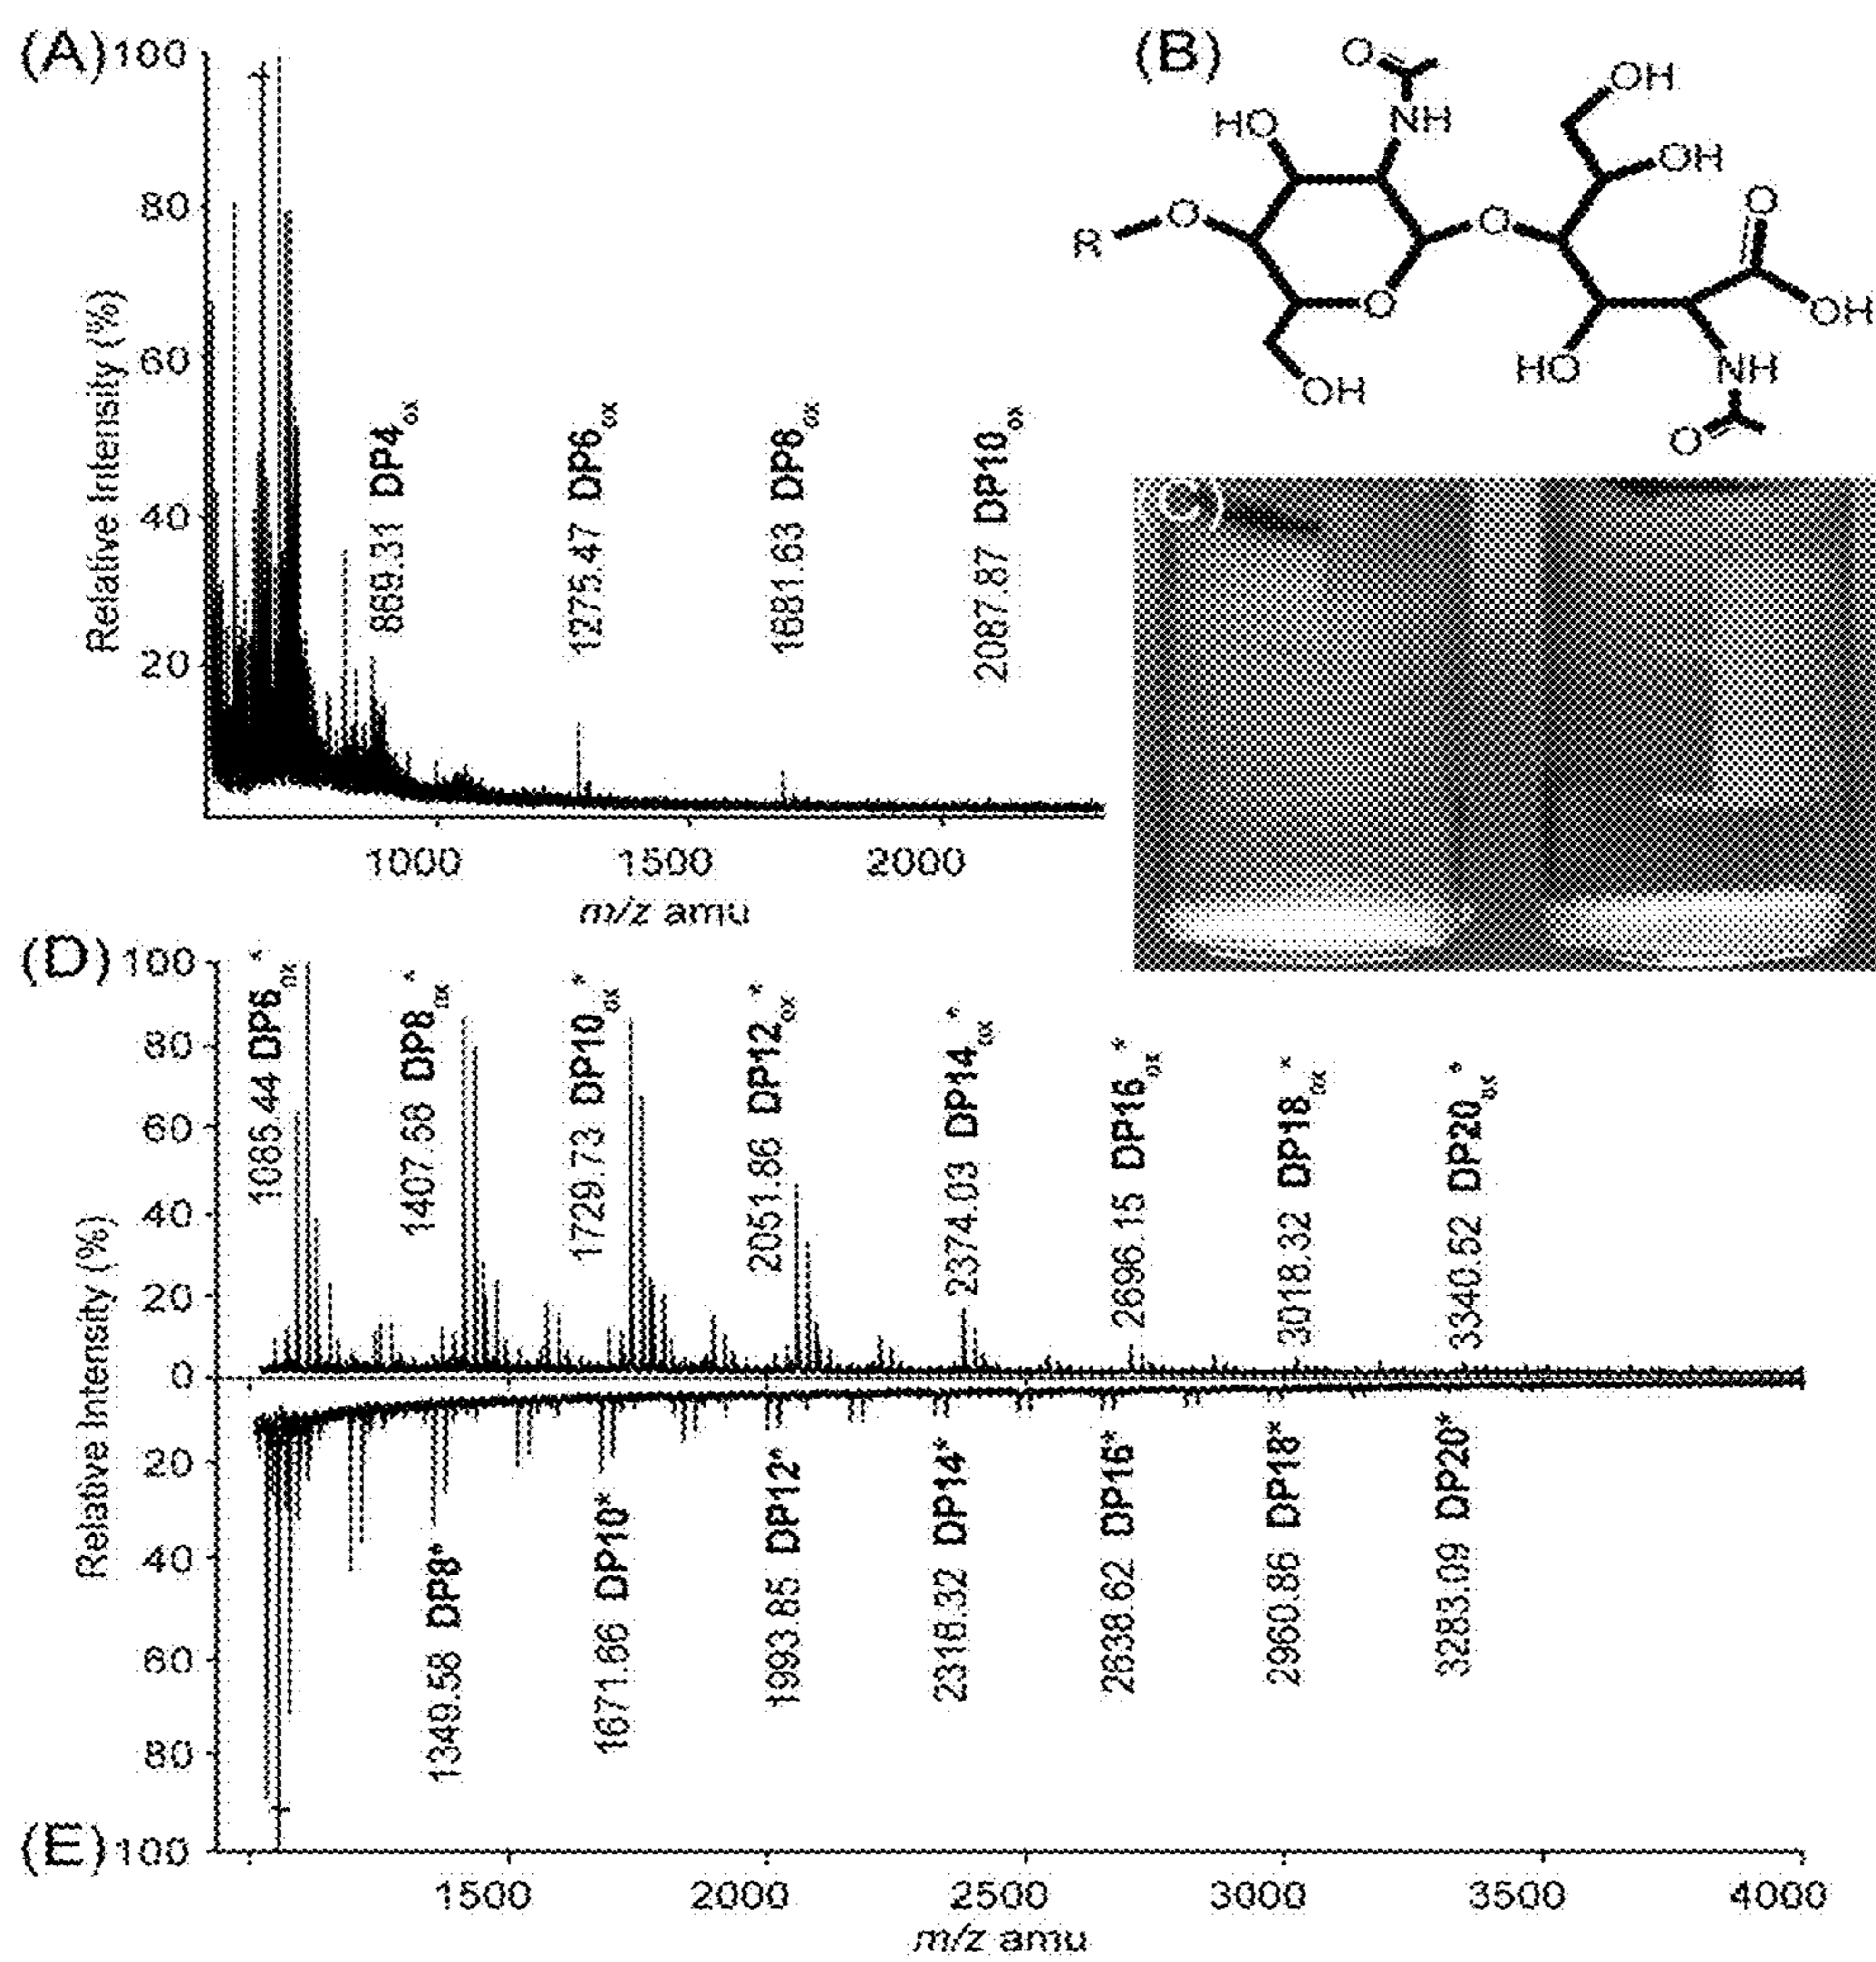 (A)
100
80
60
40
20
Relative Intensity (%)
869.31 DP4ox
1275.47 DP6ox
1681.63 DP8ox
2087.87 DP10ox
1000 1500 2000
m/z amu
(B)
O
NH
HO
R
O
O
OH
O
OH
OH
O
OH
HO
NH
O
(C)
(D)
100
80
60
40
20
0
20
40
60
80
100
(E)
Relative Intensity (%)
Relative Intensity (%)
1085.44 DP6ox*
1407.58 DP8ox*
1729.73 DP10ox*
2051.86 DP12ox*
2374.03 DP14ox*
2696.15 DP16ox*
3018.32 DP18ox*
3340.52 DP20ox*
1349.58 DP8*
1671.66 DP10*
1993.85 DP12*
2316.32 DP14*
2638.62 DP16*
2960.86 DP18*
3283.09 DP20*
1500 2000 2500 3000 3500 4000
m/z amu